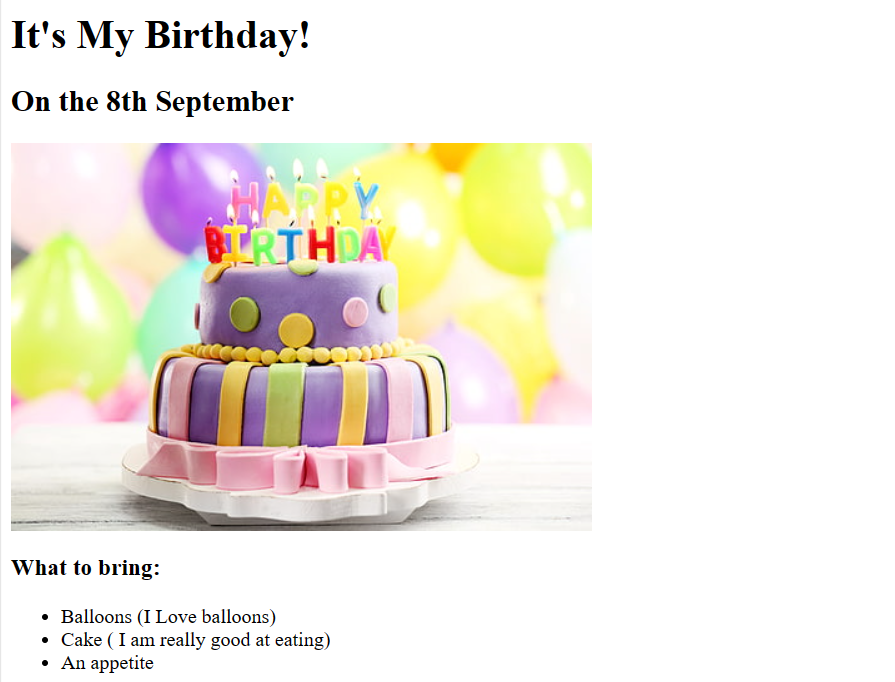 It's My Birthday!
On the 8th September
HAPPY
BIRTHDAY
What to bring:
Balloons (I Love balloons)
Cake ( I am really good at eating)
An appetite